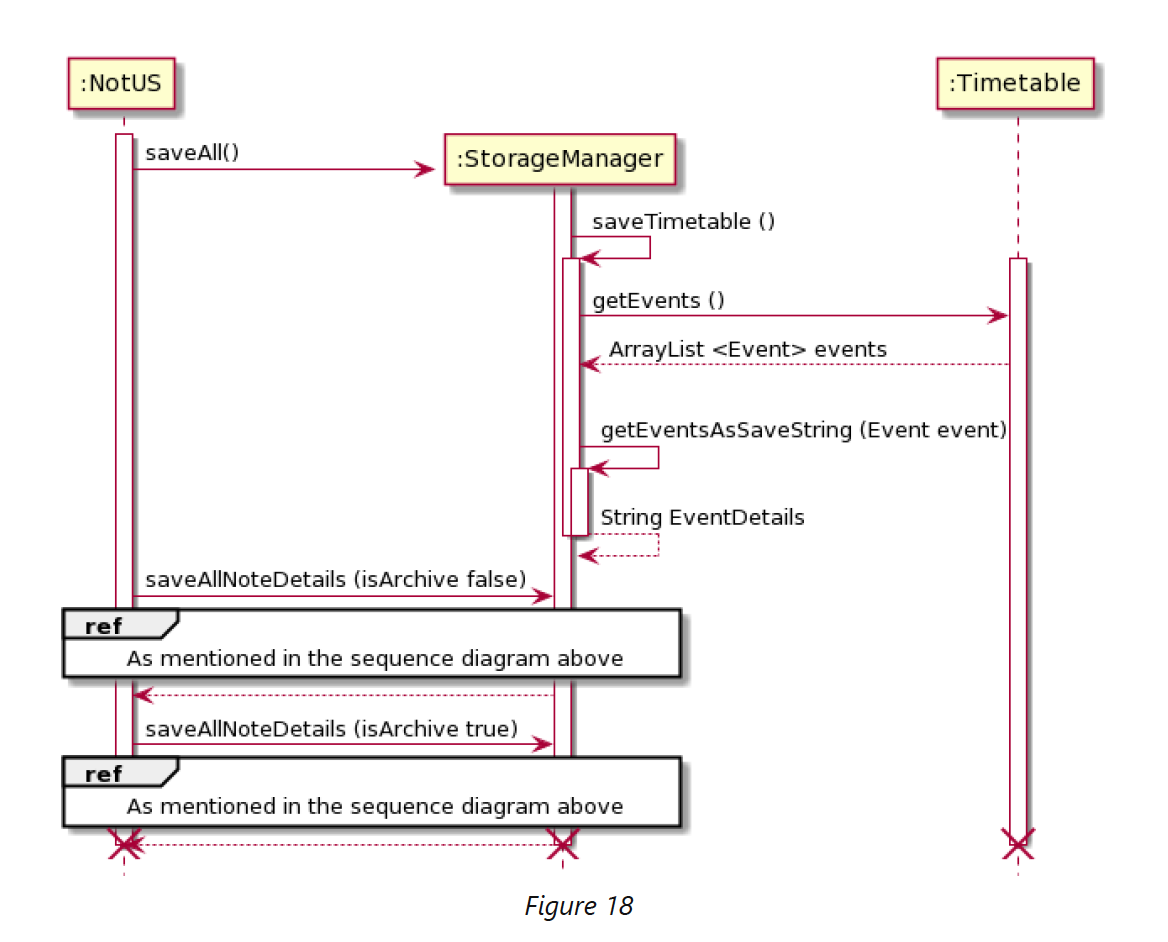 :NotUS
:Timetable
saveAll()
:StorageManager
saveTimetable ()
getEvents ()
ArrayList <Event> events
getEventsAsSaveString (Event event)
String EventDetails
saveAllNoteDetails (isArchive false)
ref
As mentioned in the sequence diagram above
saveAllNoteDetails (isArchive true)
ref
As mentioned in the sequence diagram above
Figure 18